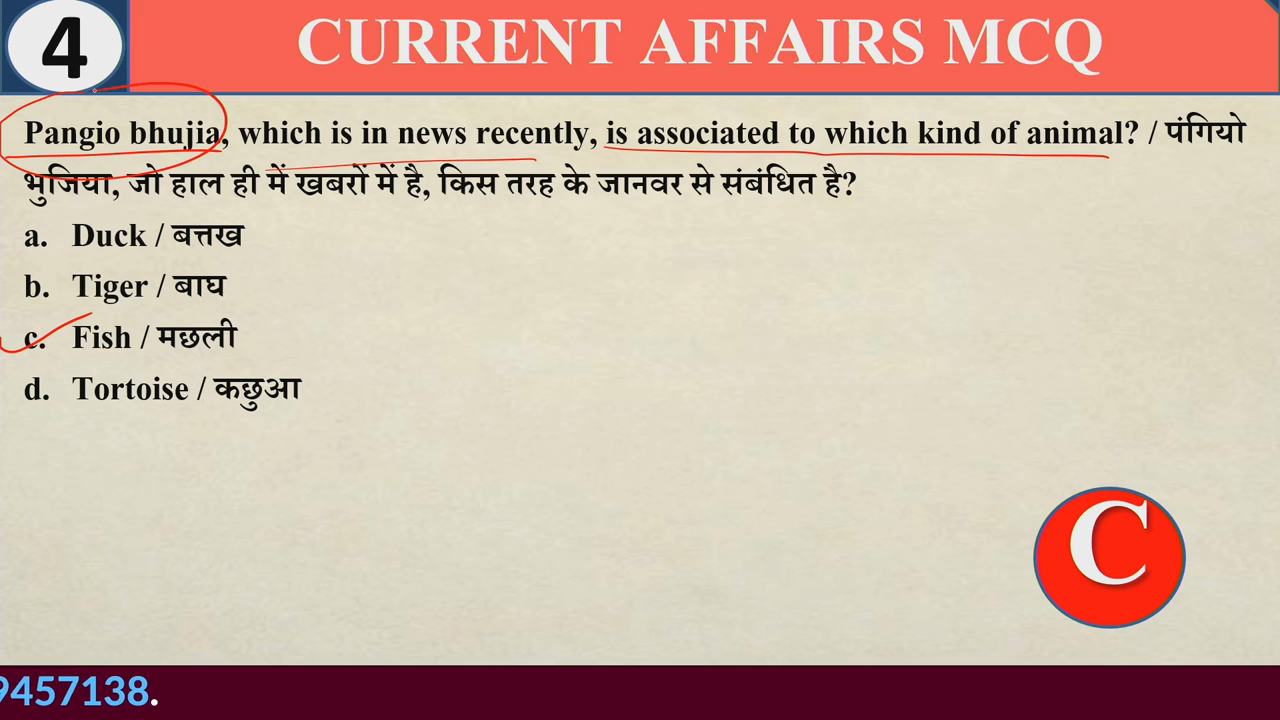 4
CURRENT AFFAIRS MCQ
Pangio bhujia, which is in news recently, is associated to which kind of animal? / पंगियो
भुजिया, जो हाल ही में खबरों में है, किस तरह के जानवर से संबंधित है?
a. Duck / बत्तख
b. Tiger / बाघ
c. Fish / मछली
d. Tortoise / कछुआ
C
9457138.